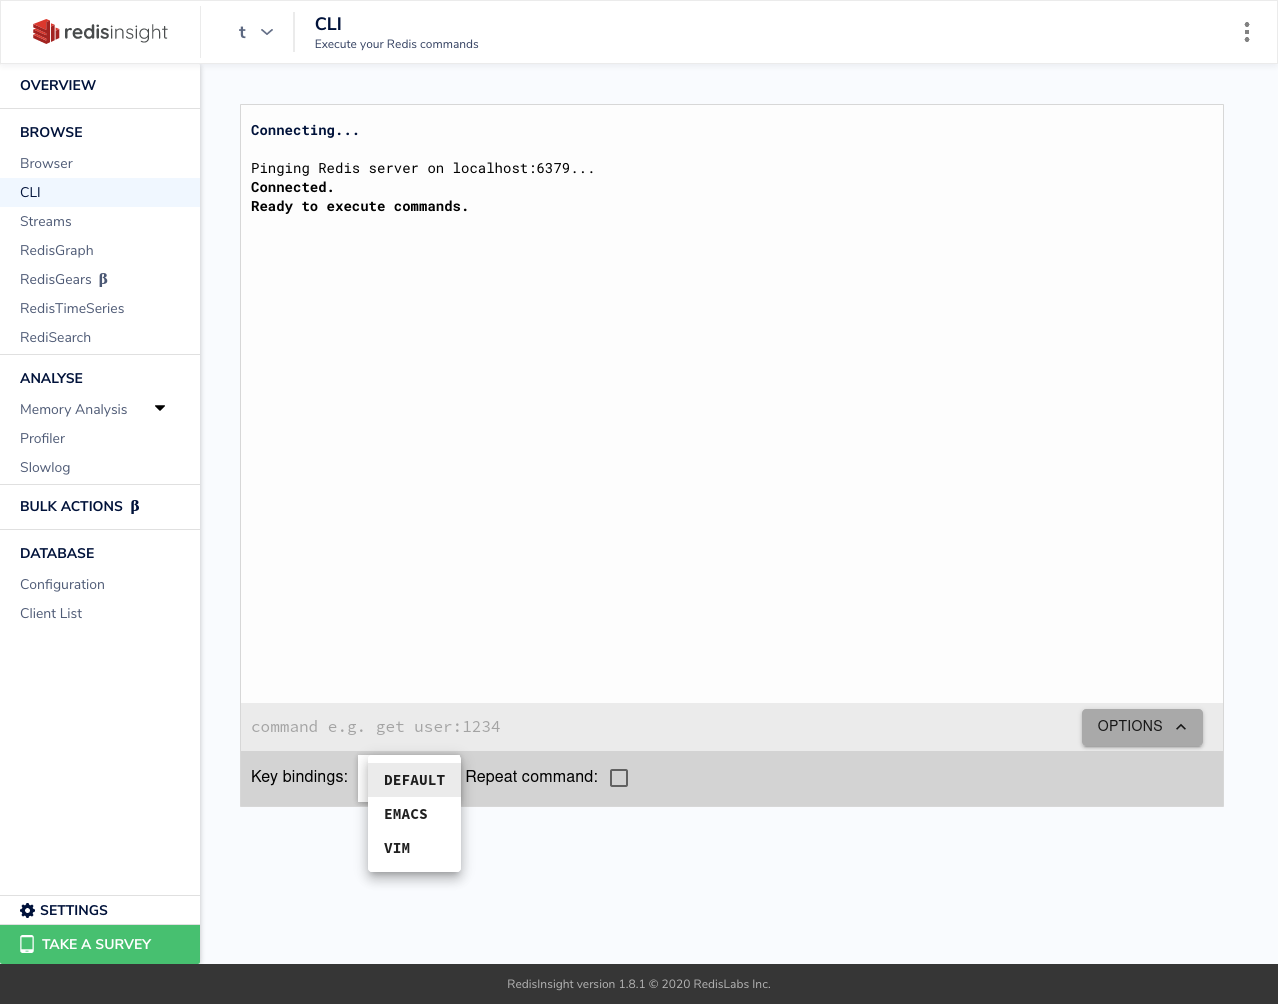 redisinsight
t
CLI
Execute your Redis commands
OVERVIEW
BROWSE
Browser
CLI
Streams
RedisGraph
RedisGears β
RedisTimeSeries
RediSearch
ANALYSE
Memory Analysis
Profiler
Slowlog
BULK ACTIONS β
DATABASE
Configuration
Client List
SETTINGS
TAKE A SURVEY
Connecting...
Pinging Redis server on localhost:6379...
Connected.
Ready to execute commands.
command e.g. get user:1234
OPTIONS
Key bindings:
DEFAULT
EMACS
VIM
Repeat command:
RedisInsight version 1.8.1 © 2020 RedisLabs Inc.